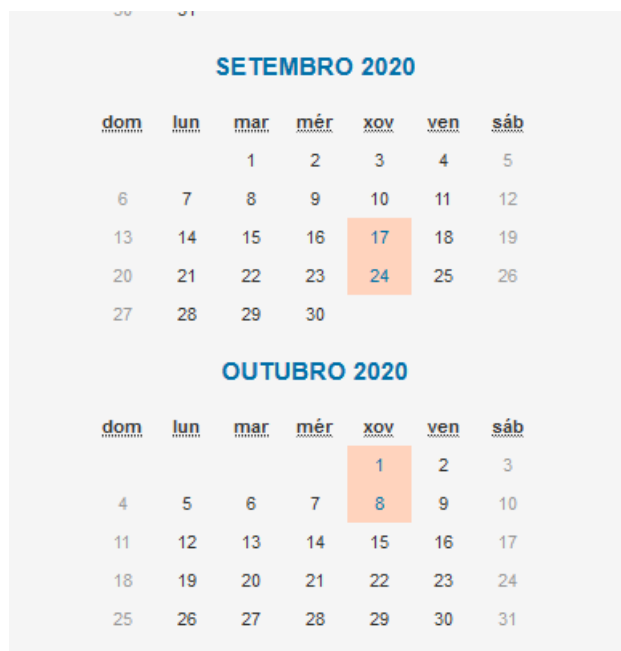 SETEMBRO 2020
dom lun mar mér xov ven sáb
1 2 3 4 5
6 7 8 9 10 11 12
13 14 15 16 17 18 19
20 21 22 23 24 25 26
27 28 29 30
OUTUBRO 2020
dom lun mar mér xov ven sáb
1 2 3
4 5 6 7 8 9 10
11 12 13 14 15 16 17
18 19 20 21 22 23 24
25 26 27 28 29 30 31